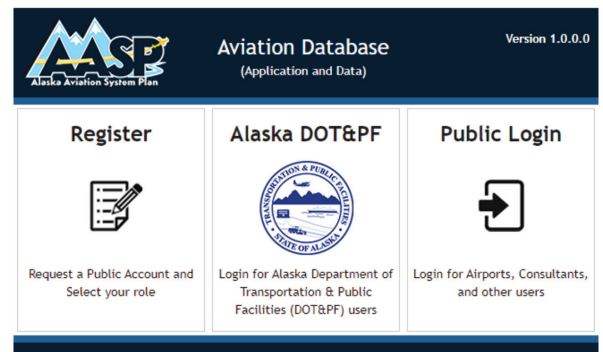 AASP
Alaska Aviation System Plan
Aviation Database
(Application and Data)
Version 1.0.0.0
Register
Request a Public Account and
Select your role
Alaska DOT&PF
TRANSPORTATION & PUBLIC FACILITIES
STATE OF ALASKA
Login for Alaska Department of
Transportation & Public
Facilities (DOT&PF) users
Public Login
Login for Airports, Consultants,
and other users